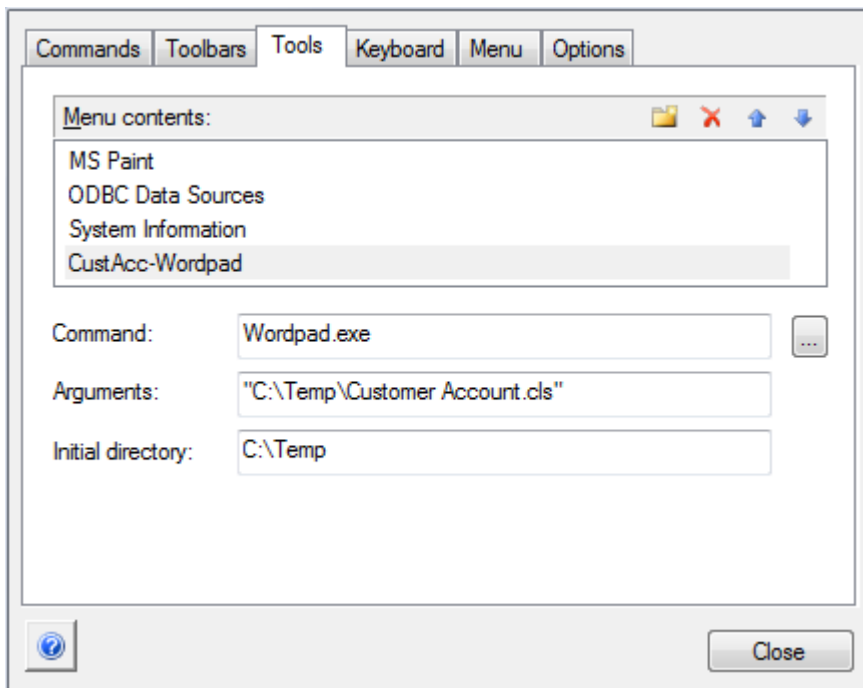 Commands Toolbars Tools Keyboard Menu Options
Menu contents:
MS Paint
ODBC Data Sources
System Information
CustAcc-Wordpad
Command: Wordpad.exe ...
Arguments: "C:\Temp\Customer Account.cls"
Initial directory: C:\Temp
? Close